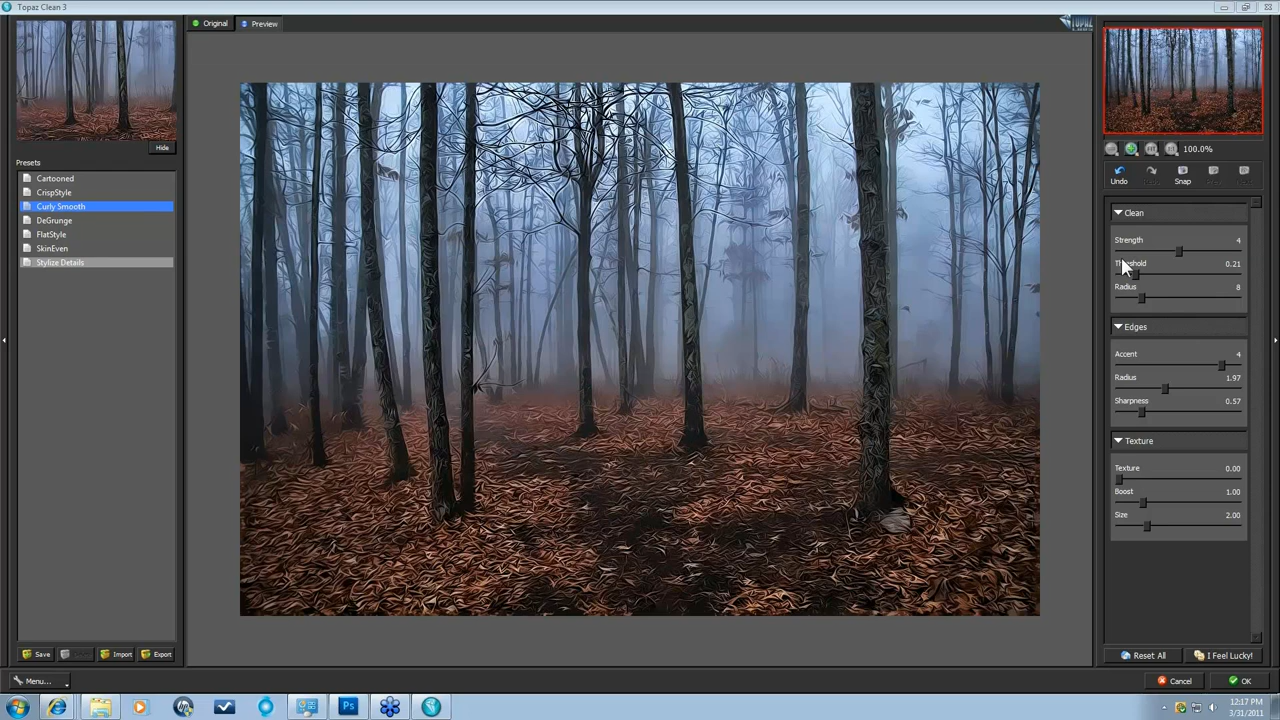 Topaz Clean 3
Original
Preview
TOPAZ
LABS
Hide
Presets
Cartooned
CrispStyle
Curly Smooth
DeGrunge
FlatStyle
SkinEven
Stylize Details
100.0%
Undo
Snap
Clean
Strength 4
0.21
Radius 8
Edges
Accent 4
Radius 1.97
Sharpness 0.57
Texture
Texture 0.00
Boost 1.00
Size 2.00
Save
Import
Export
Reset All
I Feel Lucky!
Menu...
Cancel
OK
Ps
12:17 PM
3/31/2011